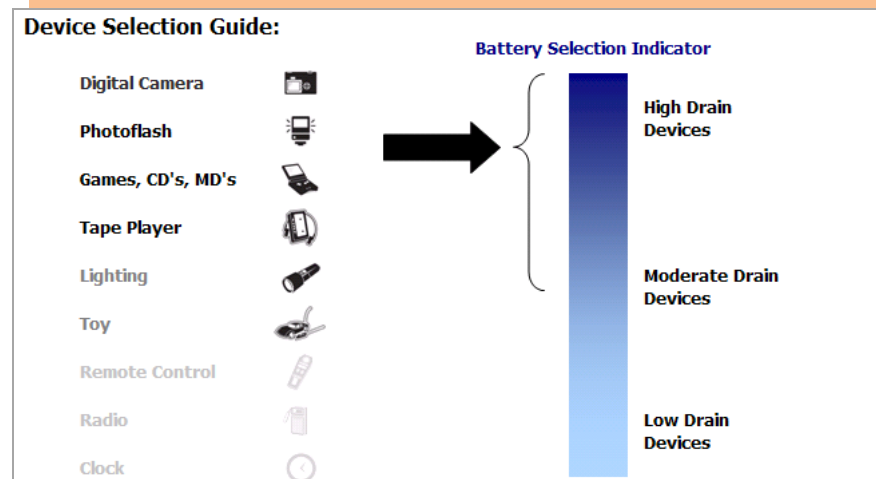 Device Selection Guide:
Battery Selection Indicator
Digital Camera
Photoflash
Games, CD's, MD's
Tape Player
Lighting
Toy
Remote Control
Radio
Clock
High Drain
Devices
Moderate Drain
Devices
Low Drain
Devices